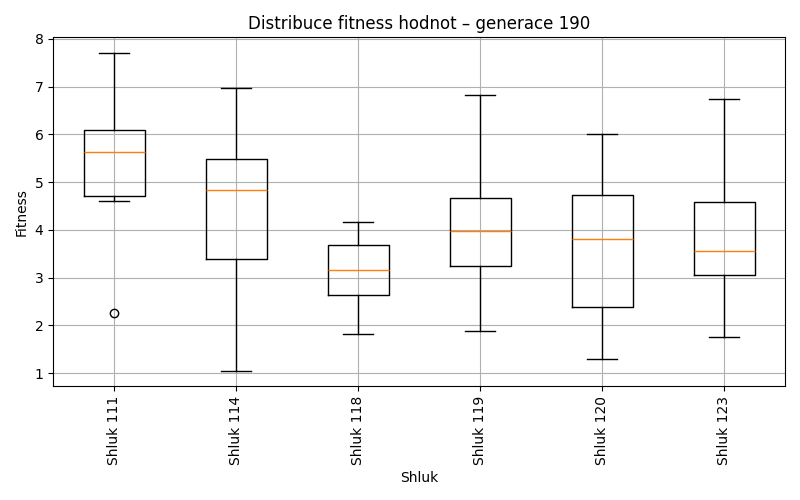 Distribuce fitness hodnot – generace 190
Fitness
8
7
6
5
4
3
2
1
Shluk 111
Shluk 114
Shluk 118
Shluk 119
Shluk 120
Shluk 123
Shluk